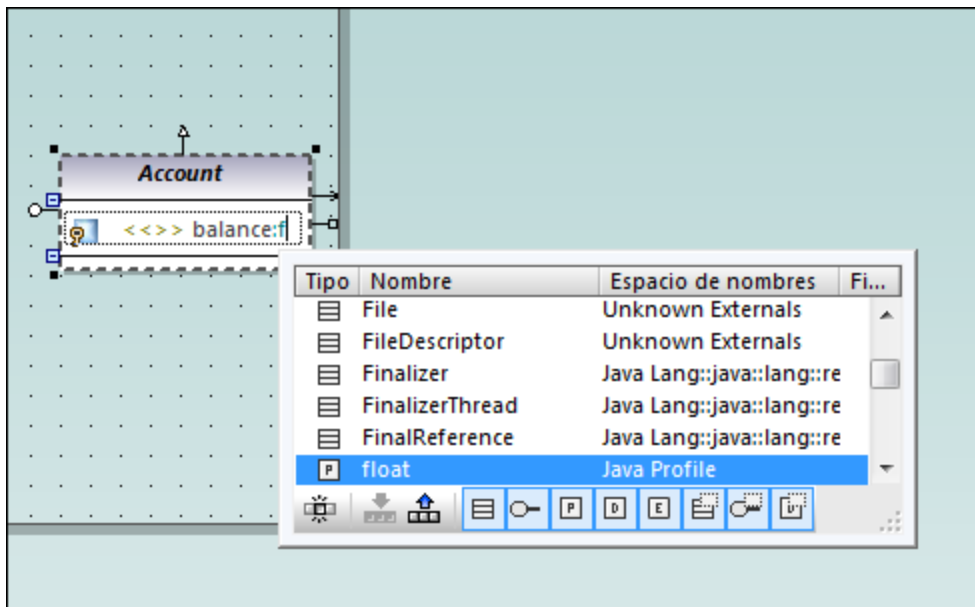 Account
<<>> balance:f
Tipo Nombre Espacio de nombres Fi...
File Unknown Externals
FileDescriptor Unknown Externals
Finalizer Java Lang::java::lang::re
FinalizerThread Java Lang::java::lang::re
FinalReference Java Lang::java::lang::re
P float Java Profile
P D E